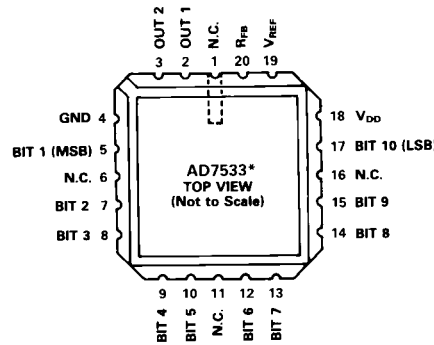 OUT 2
OUT 1
N.C.
RFB
VREF
3 2 1 20 19
GND 4
BIT 1 (MSB) 5
N.C. 6
BIT 2 7
BIT 3 8
AD7533*
TOP VIEW
(Not to Scale)
18 VDD
17 BIT 10 (LSB)
16 N.C.
15 BIT 9
14 BIT 8
9 10 11 12 13
BIT 4
BIT 5
N.C.
BIT 6
BIT 7